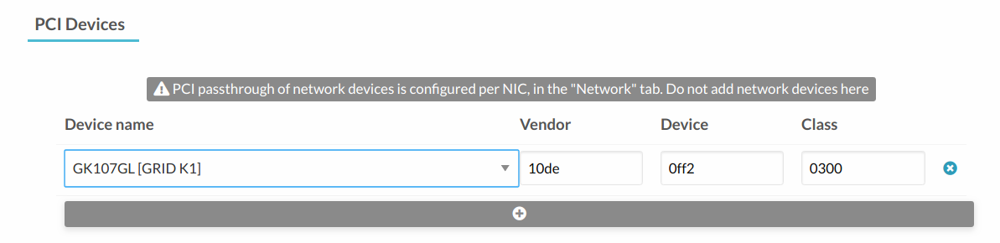 PCI Devices
PCI passthrough of network devices is configured per NIC, in the "Network" tab. Do not add network devices here
Device name Vendor Device Class
GK107GL [GRID K1] 10de 0ff2 0300